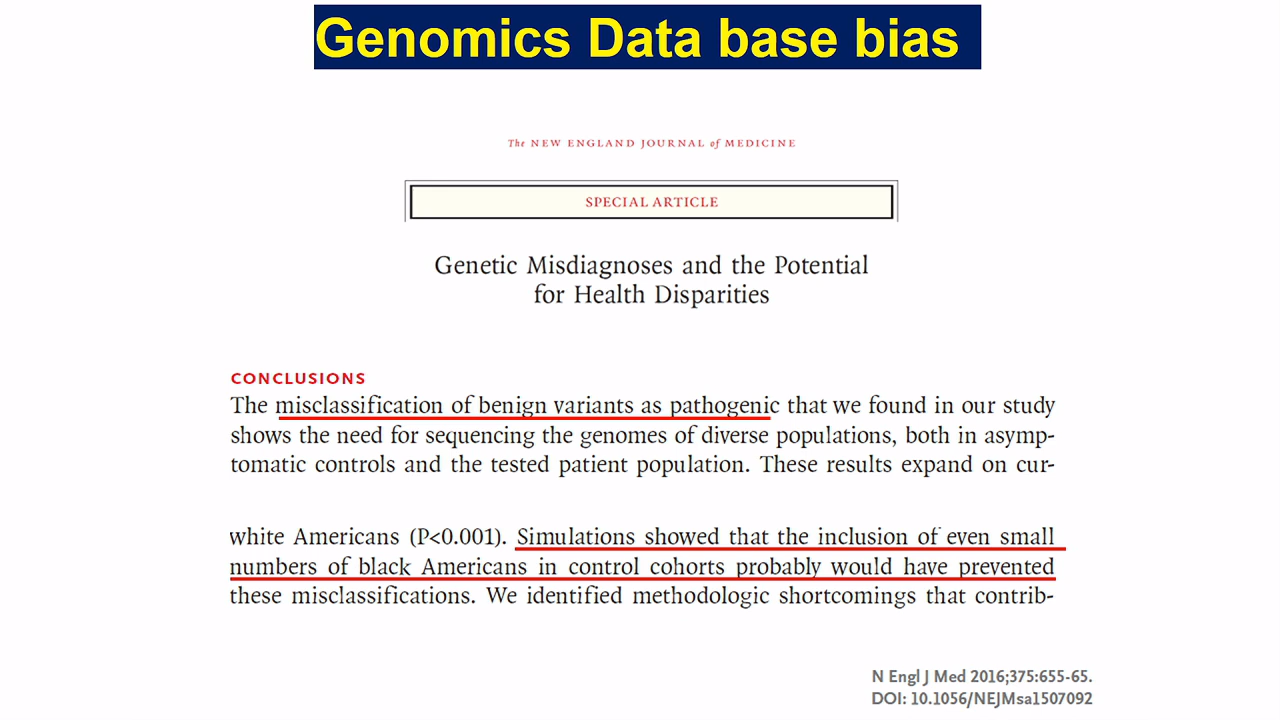 Genomics Data base bias
The NEW ENGLAND JOURNAL of MEDICINE
SPECIAL ARTICLE
Genetic Misdiagnoses and the Potential
for Health Disparities
CONCLUSIONS
The misclassification of benign variants as pathogenic that we found in our study
shows the need for sequencing the genomes of diverse populations, both in asymp-
tomatic controls and the tested patient population. These results expand on cur-
white Americans (P<0.001). Simulations showed that the inclusion of even small
numbers of black Americans in control cohorts probably would have prevented
these misclassifications. We identified methodologic shortcomings that contrib-
N Engl J Med 2016;375:655-65.
DOI: 10.1056/NEJMsa1507092